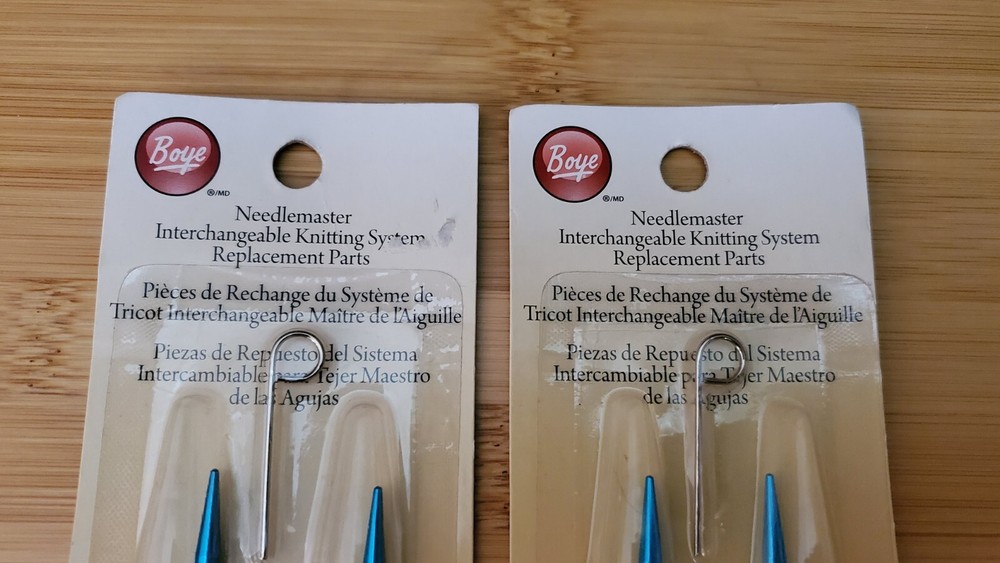 Boye
®/MD
Needlemaster
Interchangeable Knitting System
Replacement Parts
Pièces de Rechange du Système de
Tricot Interchangeable Maître de l'Aiguille
Piezas de Repuesto del Sistema
Intercambiable para Tejer Maestro
de las Agujas
Boye
®/MD
Needlemaster
Interchangeable Knitting System
Replacement Parts
Pièces de Rechange du Système de
Tricot Interchangeable Maître de l'Aiguille
Piezas de Repuesto del Sistema
Intercambiable para Tejer Maestro
de las Agujas